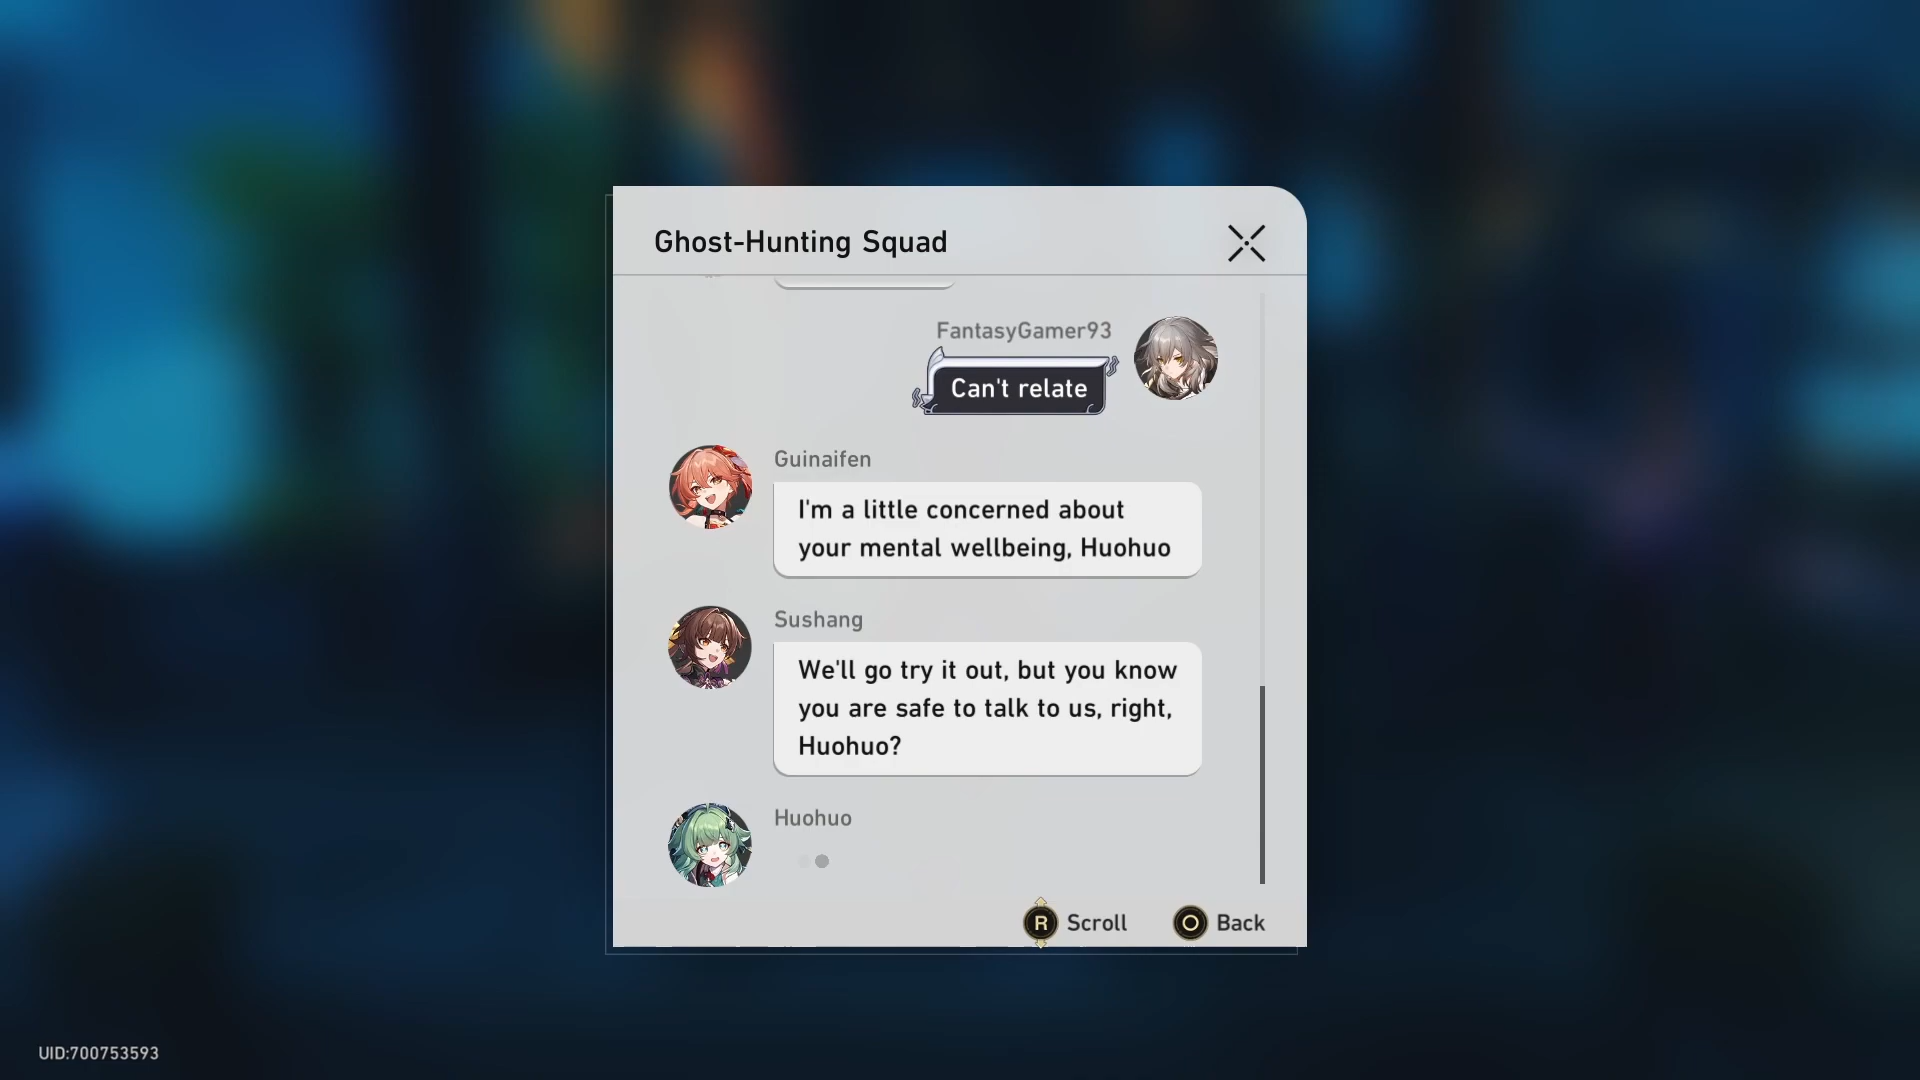 Ghost-Hunting Squad
FantasyGamer93
Can't relate
Guinaifen
I'm a little concerned about
your mental wellbeing, Huohuo
Sushang
We'll go try it out, but you know
you are safe to talk to us, right,
Huohuo?
Huohuo
R Scroll
Back
UID:700753593